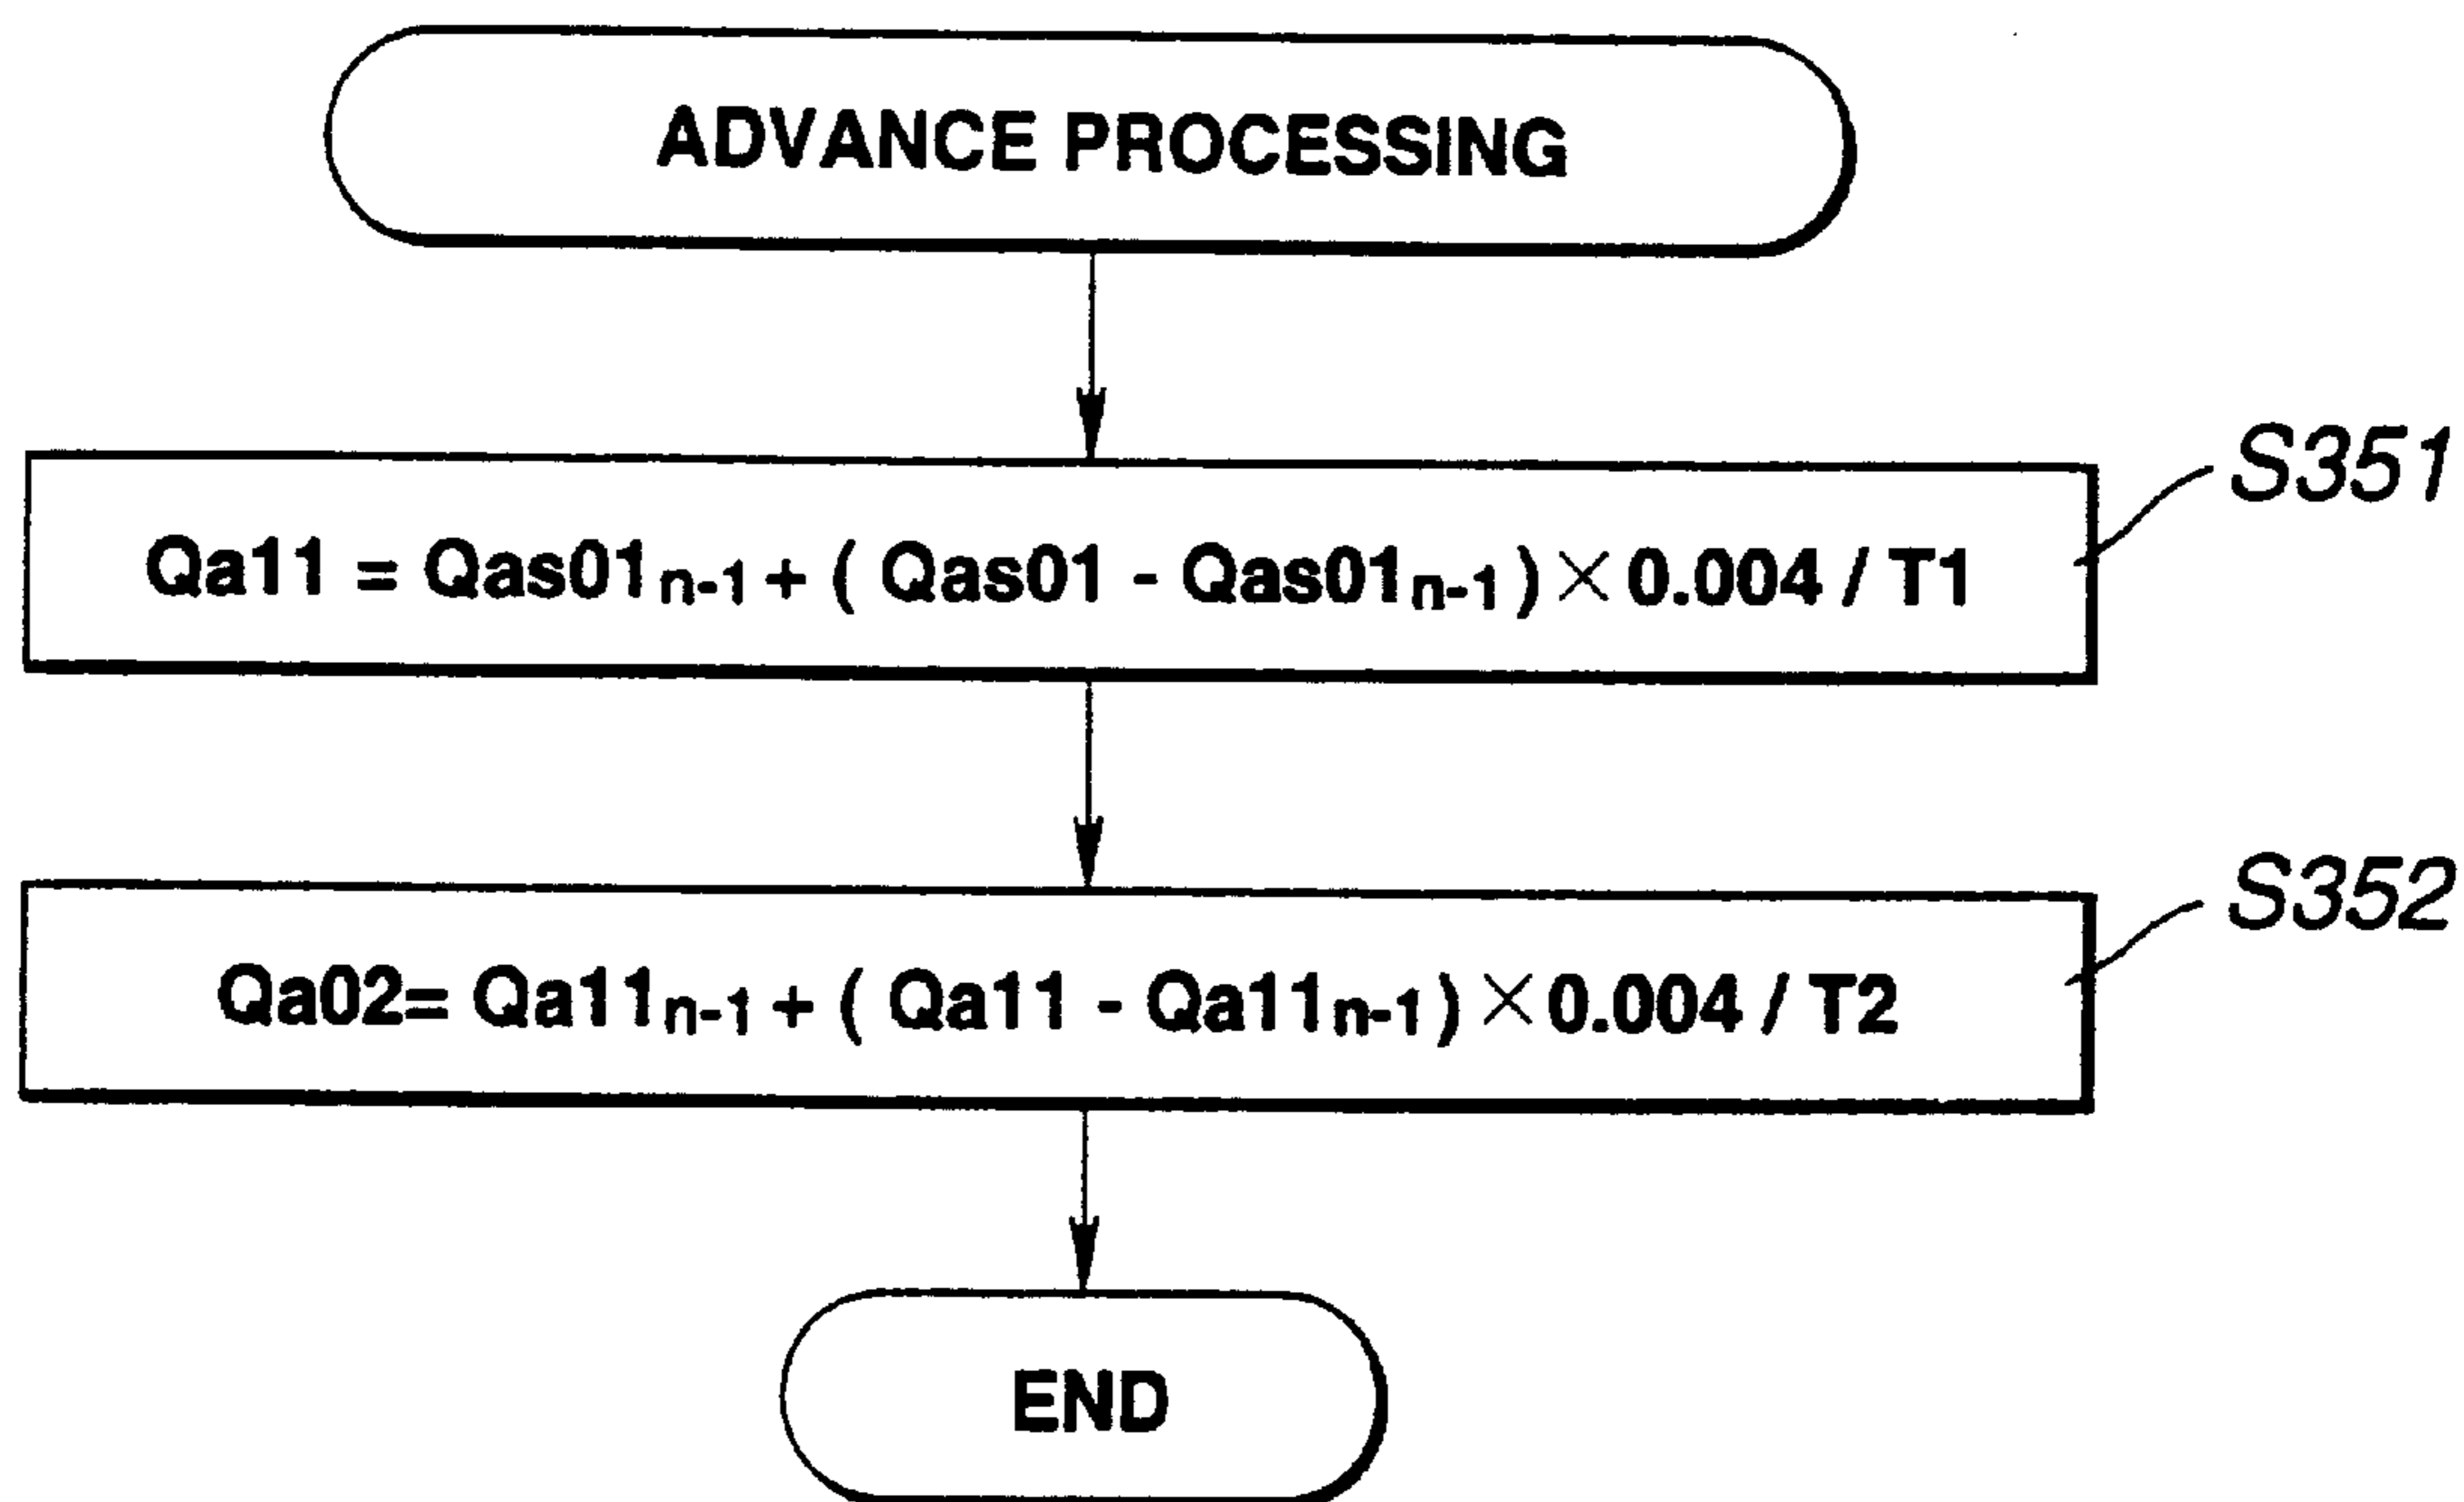 ADVANCE PROCESSING
S351
Qa11 = Qas01n-1 + ( Qas01 - Qas01n-1 ) × 0.004 / T1
S352
Qa02= Qa11n-1 + ( Qa11 - Qa11n-1 ) × 0.004 / T2
END